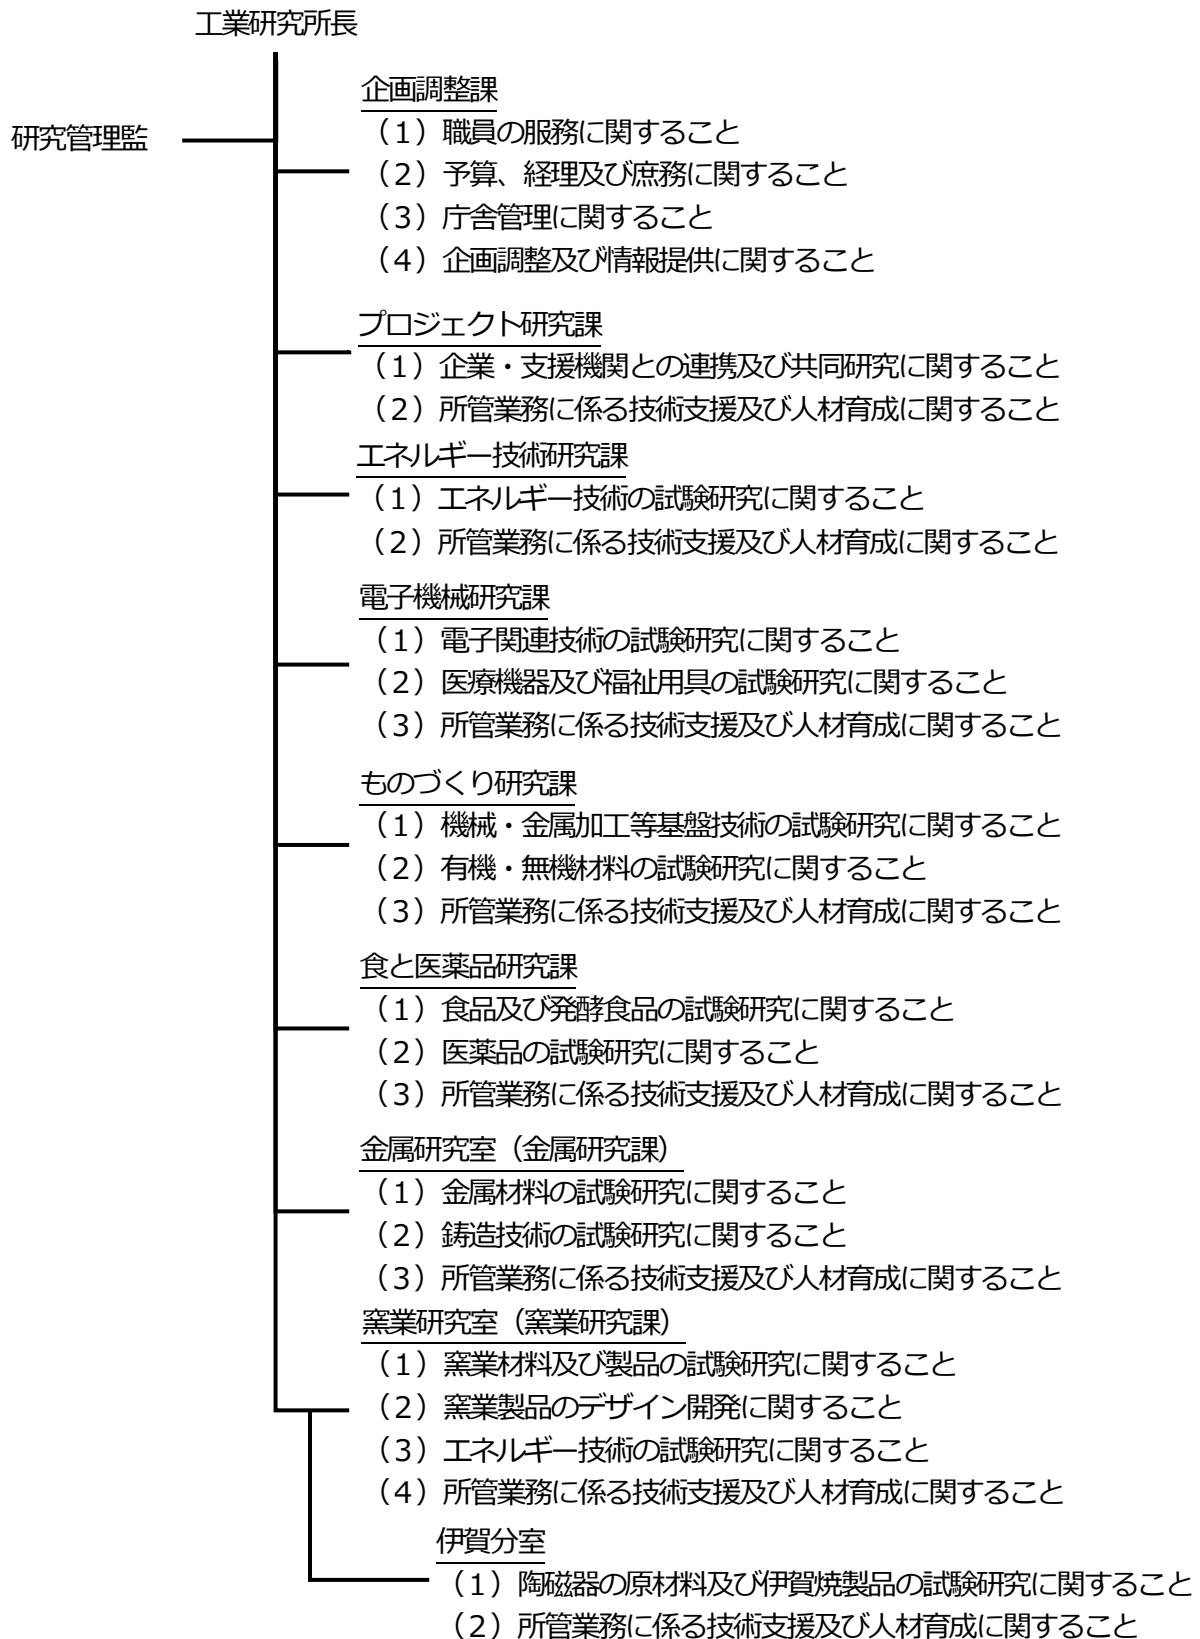 工業研究所長
研究管理監
企画調整課
（１）職員の服務に関すること
（２）予算、経理及び庶務に関すること
（３）庁舎管理に関すること
（４）企画調整及び情報提供に関すること
プロジェクト研究課
（１）企業・支援機関との連携及び共同研究に関すること
（２）所管業務に係る技術支援及び人材育成に関すること
エネルギー技術研究課
（１）エネルギー技術の試験研究に関すること
（２）所管業務に係る技術支援及び人材育成に関すること
電子機械研究課
（１）電子関連技術の試験研究に関すること
（２）医療機器及び福祉用具の試験研究に関すること
（３）所管業務に係る技術支援及び人材育成に関すること
ものづくり研究課
（１）機械・金属加工等基盤技術の試験研究に関すること
（２）有機・無機材料の試験研究に関すること
（３）所管業務に係る技術支援及び人材育成に関すること
食と医薬品研究課
（１）食品及び発酵食品の試験研究に関すること
（２）医薬品の試験研究に関すること
（３）所管業務に係る技術支援及び人材育成に関すること
金属研究室（金属研究課）
（１）金属材料の試験研究に関すること
（２）鋳造技術の試験研究に関すること
（３）所管業務に係る技術支援及び人材育成に関すること
窯業研究室（窯業研究課）
（１）窯業材料及び製品の試験研究に関すること
（２）窯業製品のデザイン開発に関すること
（３）エネルギー技術の試験研究に関すること
（４）所管業務に係る技術支援及び人材育成に関すること
伊賀分室
（１）陶磁器の原材料及び伊賀焼製品の試験研究に関すること
（２）所管業務に係る技術支援及び人材育成に関すること